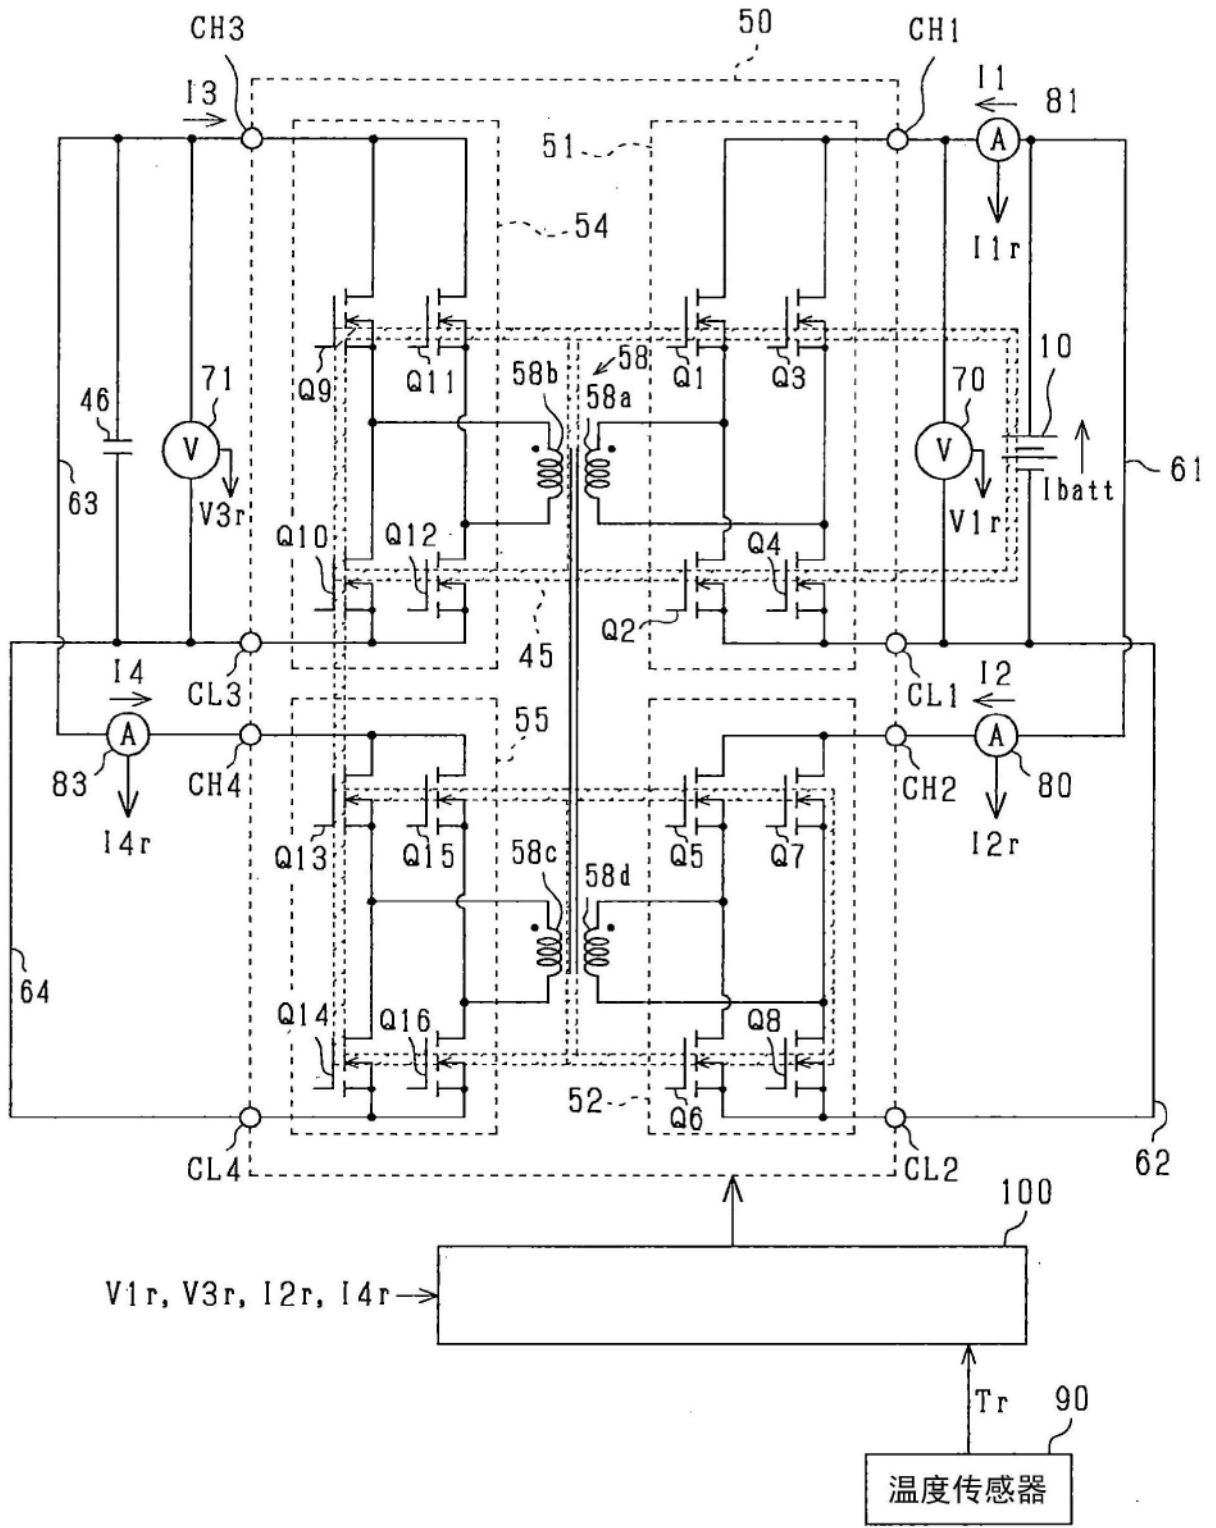 CH3
50
CH1
I3
I1
81
A
51
54
I1r
Q9
Q11
58b
58
58a
Q1
Q3
70
10
46
71
V
V
63
V3r
V1r
Ibatt
61
Q10
Q12
Q4
45
Q2
CL3
I4
CL1
I2
A
55
A
83
CH4
CH2
80
I4r
Q13
Q15
58c
58d
Q5
Q7
I2r
64
Q14
Q16
Q8
52
Q6
CL4
CL2
62
100
V1r, V3r, I2r, I4r
Tr
90
温度传感器